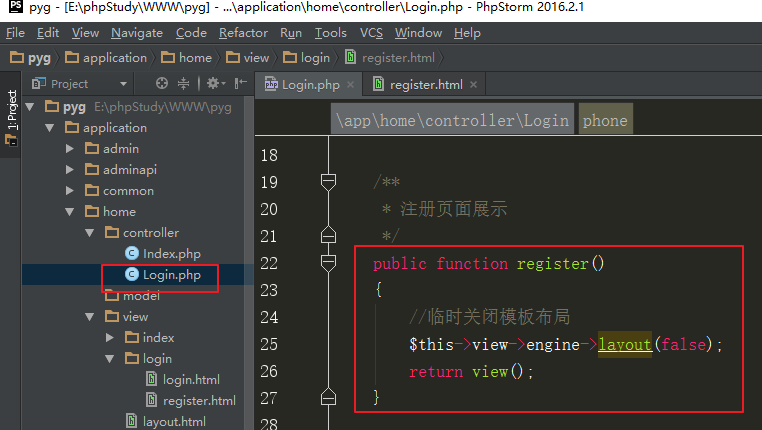 pyg - [E:\phpStudy\WWW\pyg] - ...\application\home\controller\Login.php - PhpStorm 2016.2.1
File Edit View Navigate Code Refactor Run Tools VCS Window Help
pyg application home view login register.html
Project
Login.php × register.html ×
1: Project
pyg E:\phpStudy\WWW\pyg
application
admin
adminapi
common
home
controller
Index.php
Login.php
model
view
index
login
login.html
register.html
layout.html
\app\home\controller\Login phone
18
19 /**
20 * 注册页面展示
21 */
22 public function register()
23 {
24 //临时关闭模板布局
25 $this->view->engine->layout(false);
26 return view();
27 }
28